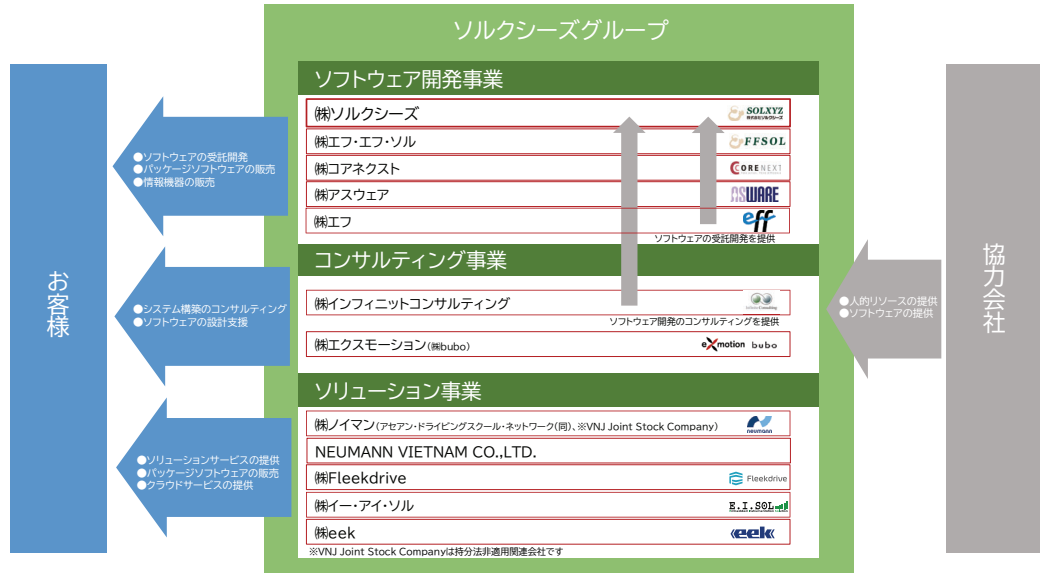 ソルクシーズグループ
お客様
●ソフトウェアの受託開発
●パッケージソフトウェアの販売
●情報機器の販売
●システム構築のコンサルティング
●ソフトウェアの設計支援
●ソリューションサービスの提供
●パッケージソフトウェアの販売
●クラウドサービスの提供
ソフトウェア開発事業
㈱ソルクシーズ
SOLXYZ
株式会社ソルクシーズ
㈱エフ・エフ・ソル
FFSOL
㈱コアネクスト
CORENEXT
㈱アスウェア
ASWARE
㈱エフ
eff
ソフトウェアの受託開発を提供
コンサルティング事業
㈱インフィニットコンサルティング
Infinite Consulting
ソフトウェア開発のコンサルティングを提供
㈱エクスモーション(㈱bubo)
eXmotion bubo
ソリューション事業
㈱ノイマン(アセアン・ドライビングスクール・ネットワーク(同)、※VNJ Joint Stock Company)
neumann
NEUMANN VIETNAM CO.,LTD.
㈱Fleekdrive
Fleekdrive
㈱イー・アイ・ソル
E.I.SOL
㈱eek
eek
※VNJ Joint Stock Companyは持分法非適用関連会社です
●人的リソースの提供
●ソフトウェアの提供
協力会社